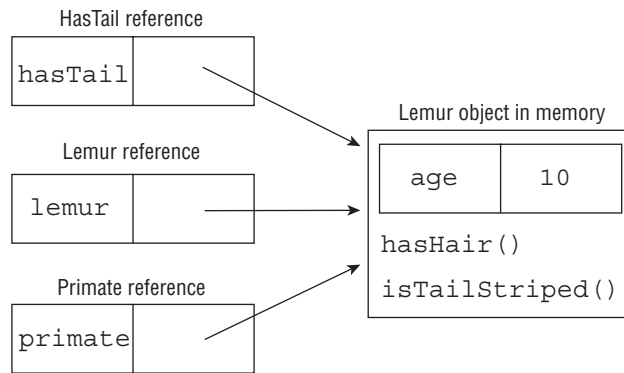 HasTail reference
hasTail
Lemur reference
lemur
Primate reference
primate
Lemur object in memory
age 10
hasHair()
isTailStriped()